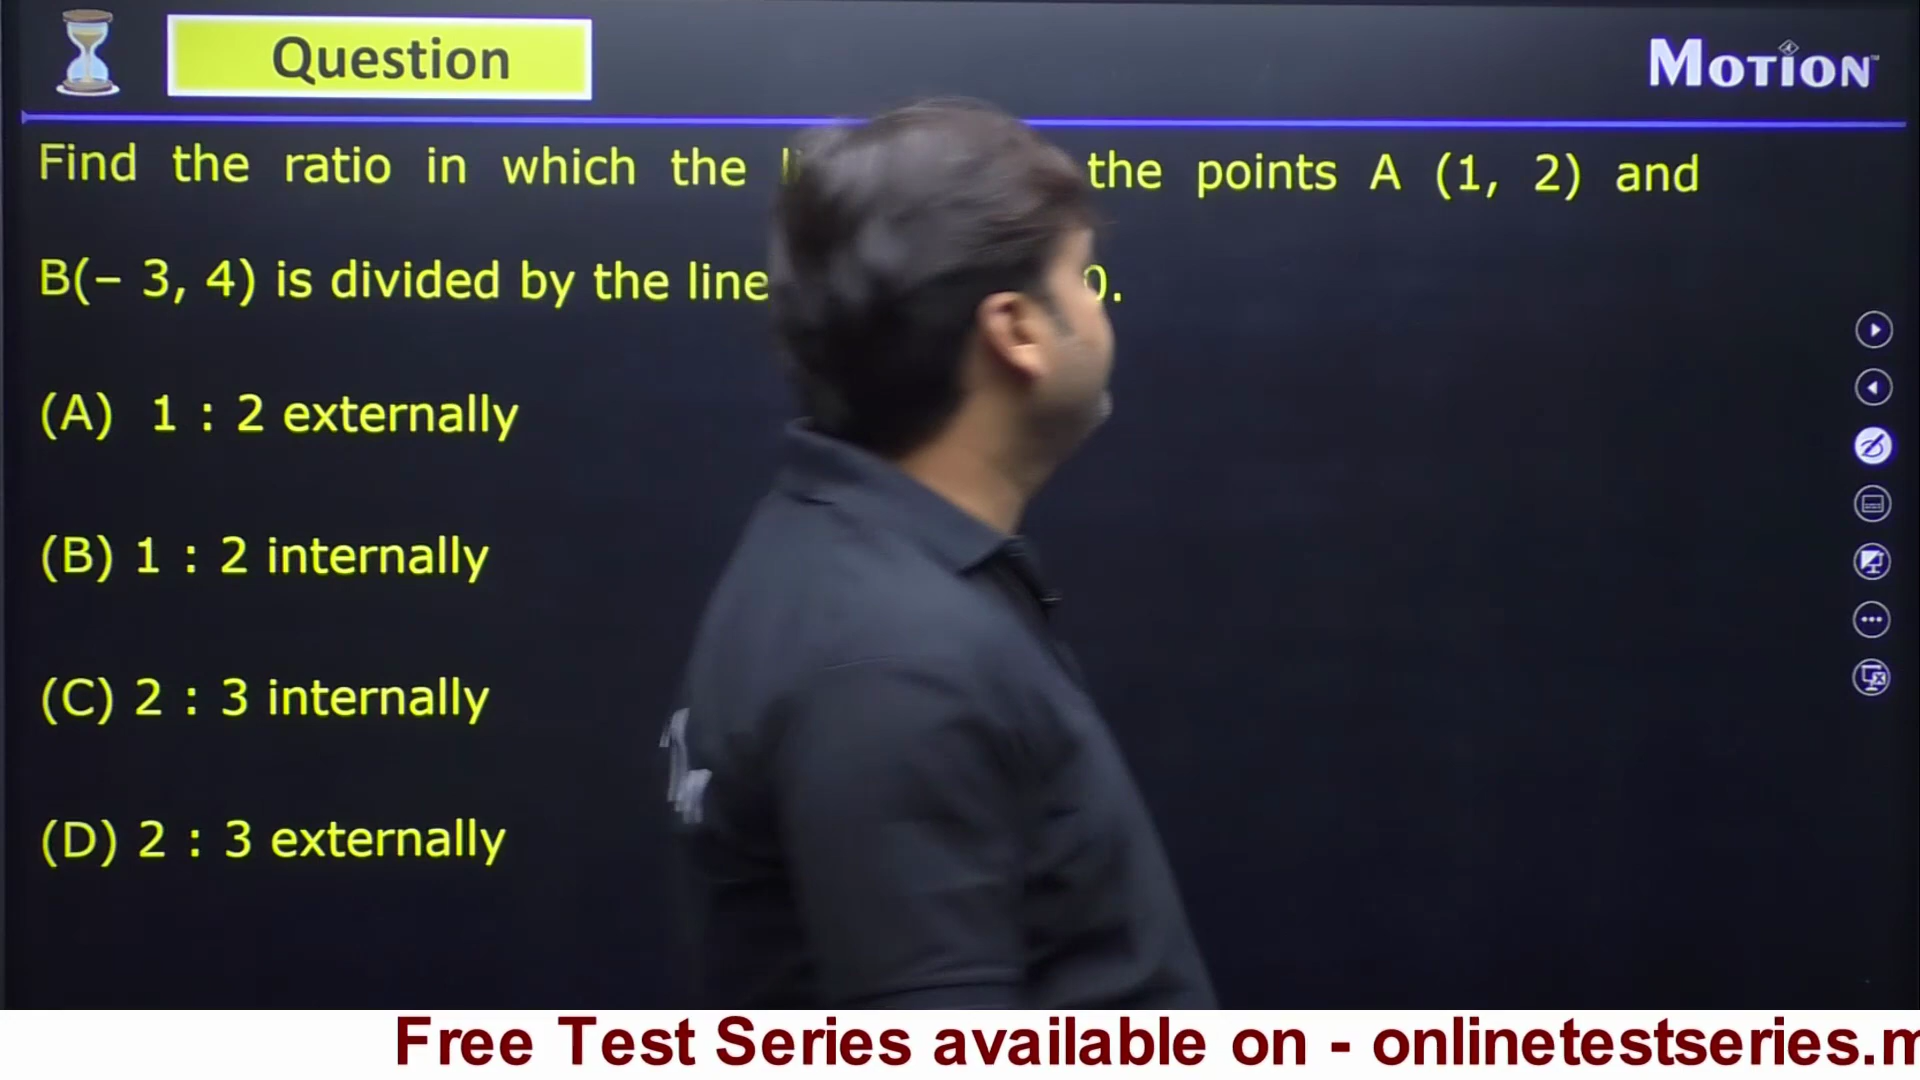 Question
MOTION
Find the ratio in which the the points A (1, 2) and
B(– 3, 4) is divided by the line 0.
(A) 1 : 2 externally
(B) 1 : 2 internally
(C) 2 : 3 internally
(D) 2 : 3 externally
Free Test Series available on - onlinetestseries.m